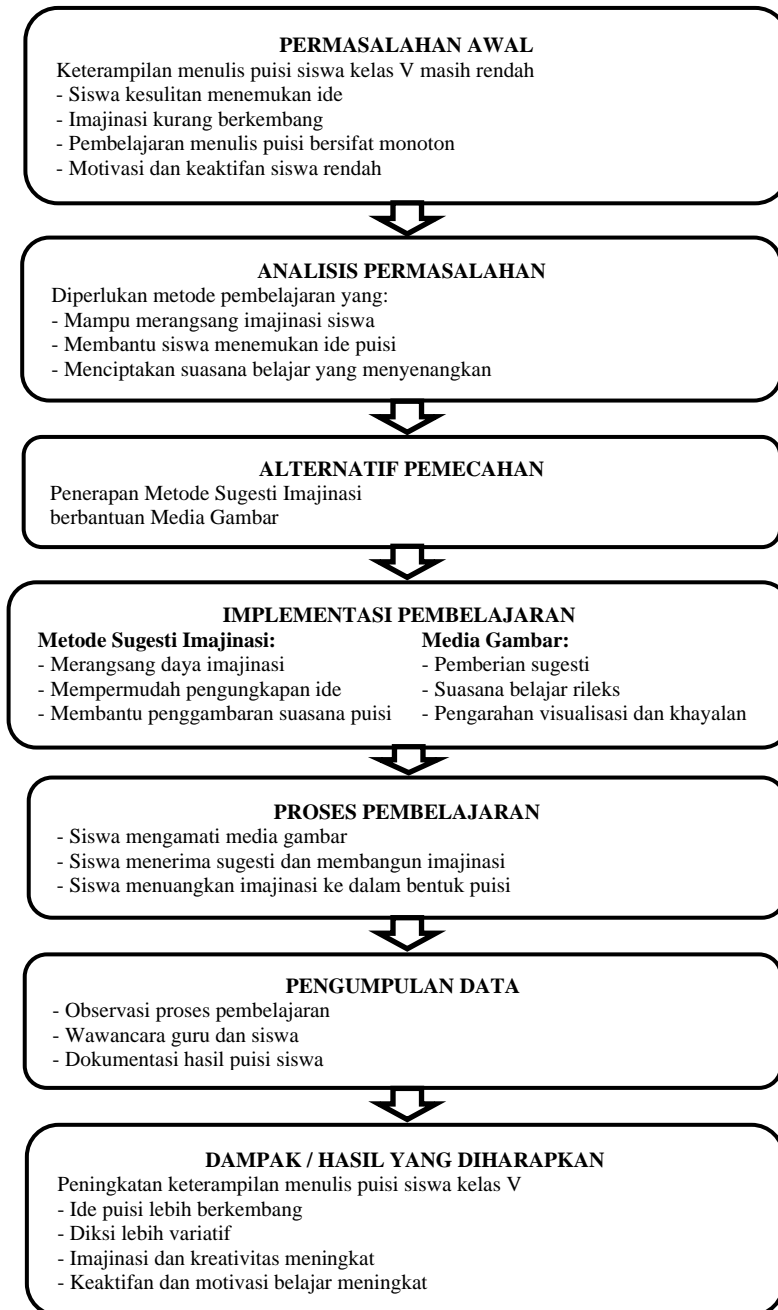 PERMASALAHAN AWAL
Keterampilan menulis puisi siswa kelas V masih rendah
- Siswa kesulitan menemukan ide
- Imajinasi kurang berkembang
- Pembelajaran menulis puisi bersifat monoton
- Motivasi dan keaktifan siswa rendah
ANALISIS PERMASALAHAN
Diperlukan metode pembelajaran yang:
- Mampu merangsang imajinasi siswa
- Membantu siswa menemukan ide puisi
- Menciptakan suasana belajar yang menyenangkan
ALTERNATIF PEMECAHAN
Penerapan Metode Sugesti Imajinasi
berbantuan Media Gambar
IMPLEMENTASI PEMBELAJARAN
Metode Sugesti Imajinasi:
- Merangsang daya imajinasi
- Mempermudah pengungkapan ide
- Membantu penggambaran suasana puisi
Media Gambar:
- Pemberian sugesti
- Suasana belajar rileks
- Pengarahan visualisasi dan khayalan
PROSES PEMBELAJARAN
- Siswa mengamati media gambar
- Siswa menerima sugesti dan membangun imajinasi
- Siswa menuangkan imajinasi ke dalam bentuk puisi
PENGUMPULAN DATA
- Observasi proses pembelajaran
- Wawancara guru dan siswa
- Dokumentasi hasil puisi siswa
DAMPAK / HASIL YANG DIHARAPKAN
Peningkatan keterampilan menulis puisi siswa kelas V
- Ide puisi lebih berkembang
- Diksi lebih variatif
- Imajinasi dan kreativitas meningkat
- Keaktifan dan motivasi belajar meningkat